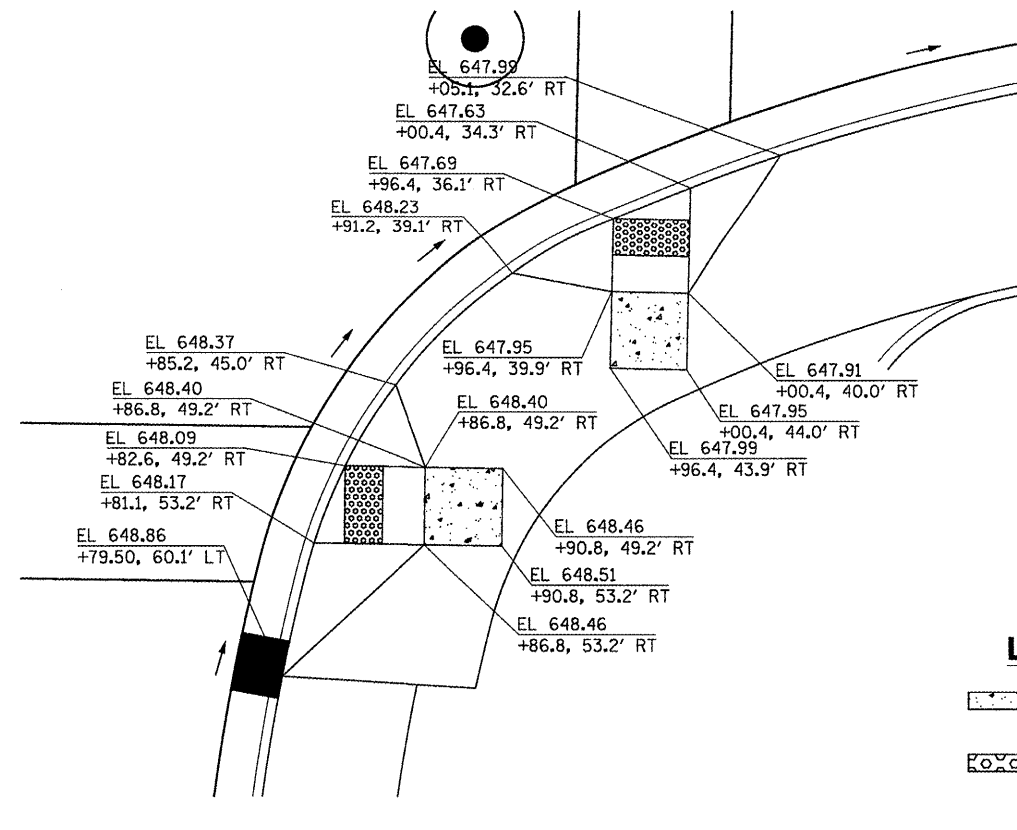 EL 647.99
+05.1, 32.6' RT
EL 647.63
+00.4, 34.3' RT
EL 647.69
+96.4, 36.1' RT
EL 648.23
+91.2, 39.1' RT
EL 648.37
+85.2, 45.0' RT
EL 648.40
+86.8, 49.2' RT
EL 648.09
+82.6, 49.2' RT
EL 648.17
+81.1, 53.2' RT
EL 648.86
+79.50, 60.1' LT
EL 647.95
+96.4, 39.9' RT
EL 648.40
+86.8, 49.2' RT
EL 647.91
+00.4, 40.0' RT
EL 647.95
+00.4, 44.0' RT
EL 647.99
+96.4, 43.9' RT
EL 648.46
+90.8, 49.2' RT
EL 648.51
+90.8, 53.2' RT
EL 648.46
+86.8, 53.2' RT
L